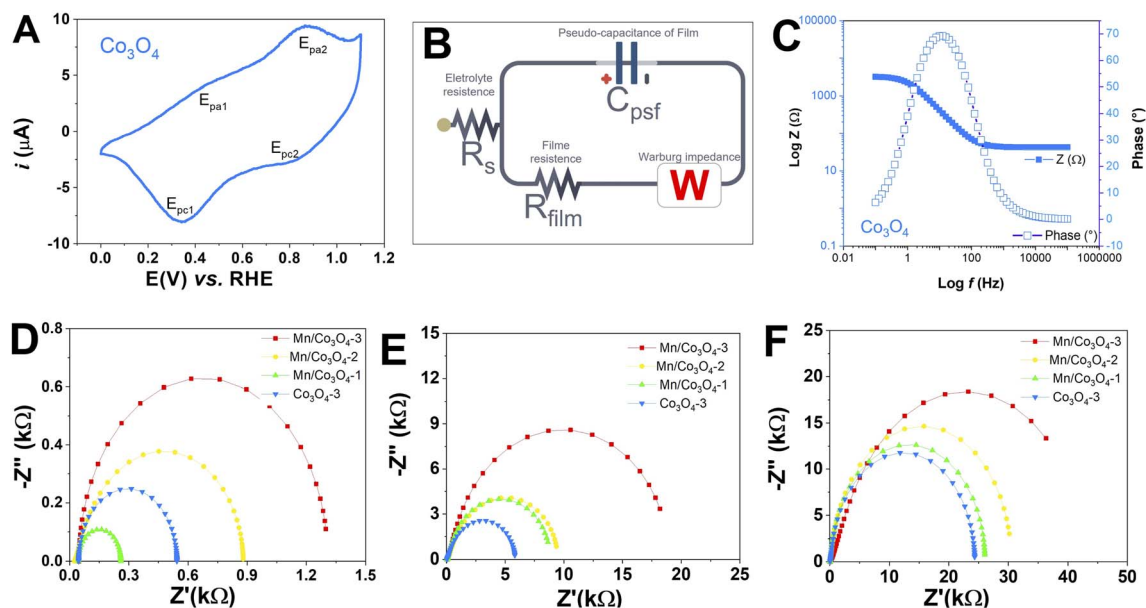 A
Co₃O₄
Epa1
Epa2
Epc1
Epc2
i (μA)
10
5
0
-5
-10
0.0 0.2 0.4 0.6 0.8 1.0 1.2
E(V) vs. RHE
B
Pseudo-capacitance of Film
Cpsf
Eletrolyte
resistence
Rs
Filme
resistence
Rfilm
Warburg impedance
W
C
Log Z (Ω)
100000
1000
10
0.1
Phase (°)
70
60
50
40
30
20
10
0
-10
Z (Ω)
Co₃O₄
Phase (°)
0.01 1 100 10000 1000000
Log f (Hz)
D
-Z'' (kΩ)
0.8
0.6
0.4
0.2
0.0
Mn/Co₃O₄-3
Mn/Co₃O₄-2
Mn/Co₃O₄-1
Co₃O₄-3
0.0 0.3 0.6 0.9 1.2 1.5
Z'(kΩ)
E
-Z'' (kΩ)
15
12
9
6
3
0
Mn/Co₃O₄-3
Mn/Co₃O₄-2
Mn/Co₃O₄-1
Co₃O₄-3
0 5 10 15 20 25
Z'(kΩ)
F
-Z'' (kΩ)
25
20
15
10
5
0
Mn/Co₃O₄-3
Mn/Co₃O₄-2
Mn/Co₃O₄-1
Co₃O₄-3
0 10 20 30 40 50
Z'(kΩ)